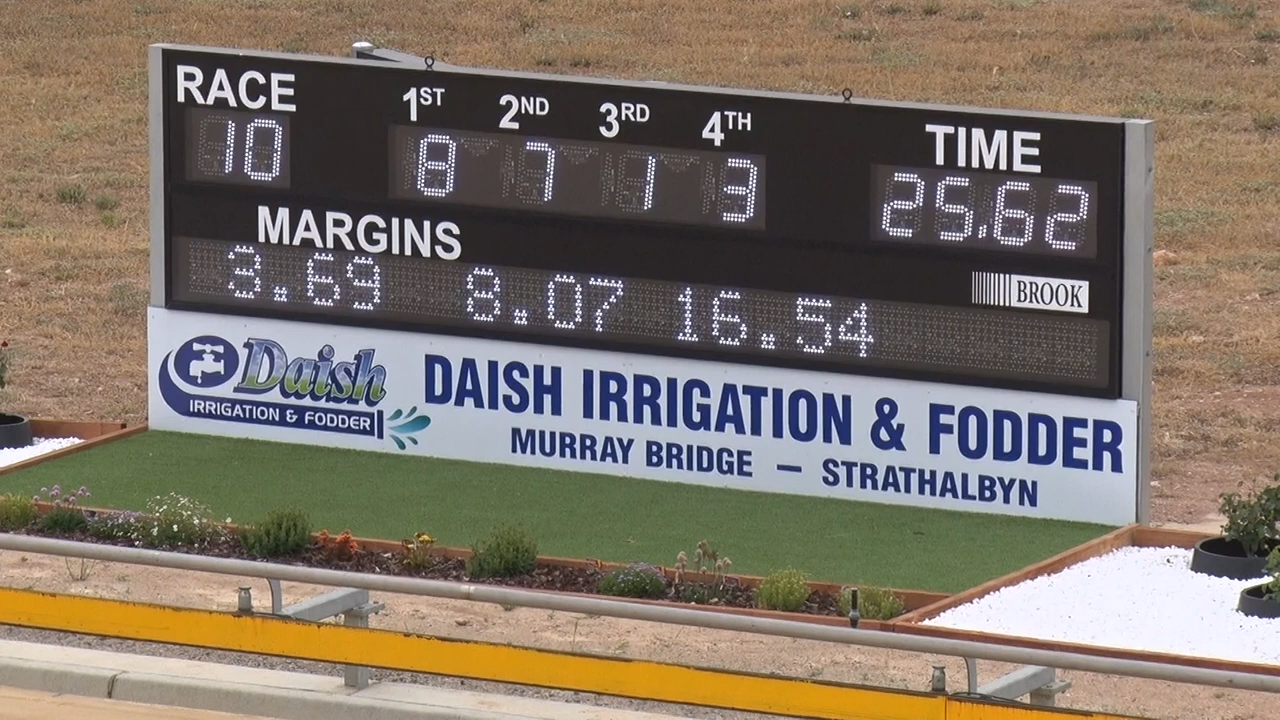 RACE 1ST 2ND 3RD 4TH TIME
10 8 7 1 3 25.62
MARGINS
3.69 8.07 16.54
BROOK
Daish
IRRIGATION & FODDER
DAISH IRRIGATION & FODDER
MURRAY BRIDGE — STRATHALBYN